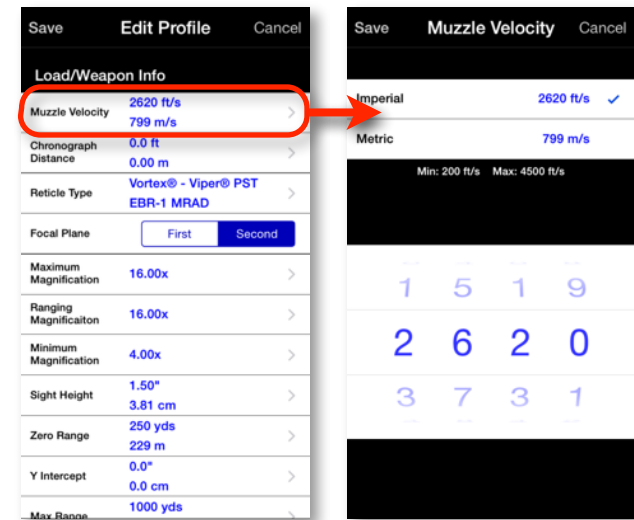 Save Edit Profile Cancel
Load/Weapon Info
Muzzle Velocity
2620 ft/s
799 m/s
Chronograph
Distance
0.0 ft
0.00 m
Reticle Type
Vortex® - Viper® PST
EBR-1 MRAD
Focal Plane
First Second
Maximum
Magnification
16.00x
Ranging
Magnificaiton
16.00x
Minimum
Magnification
4.00x
Sight Height
1.50"
3.81 cm
Zero Range
250 yds
229 m
Y Intercept
0.0"
0.0 cm
Max Range
1000 yds
Save Muzzle Velocity Cancel
Imperial 2620 ft/s ✓
Metric 799 m/s
Min: 200 ft/s Max: 4500 ft/s
1 5 1 9
2 6 2 0
3 7 3 1